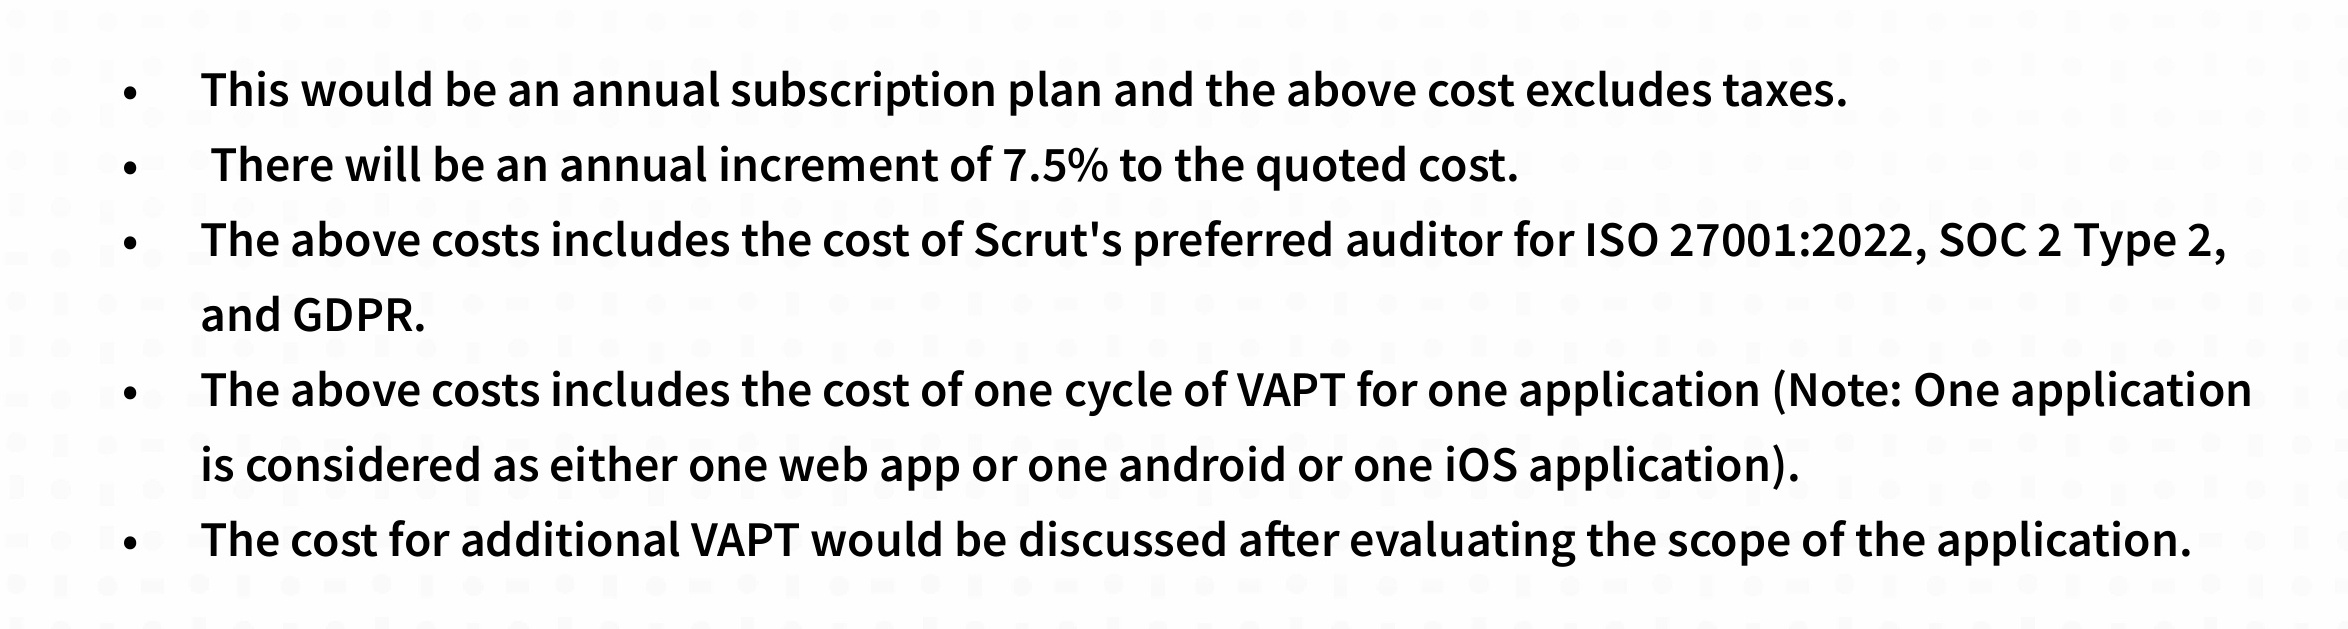 • This would be an annual subscription plan and the above cost excludes taxes.
• There will be an annual increment of 7.5% to the quoted cost.
• The above costs includes the cost of Scrut's preferred auditor for ISO 27001:2022, SOC 2 Type 2,
and GDPR.
• The above costs includes the cost of one cycle of VAPT for one application (Note: One application
is considered as either one web app or one android or one iOS application).
• The cost for additional VAPT would be discussed after evaluating the scope of the application.